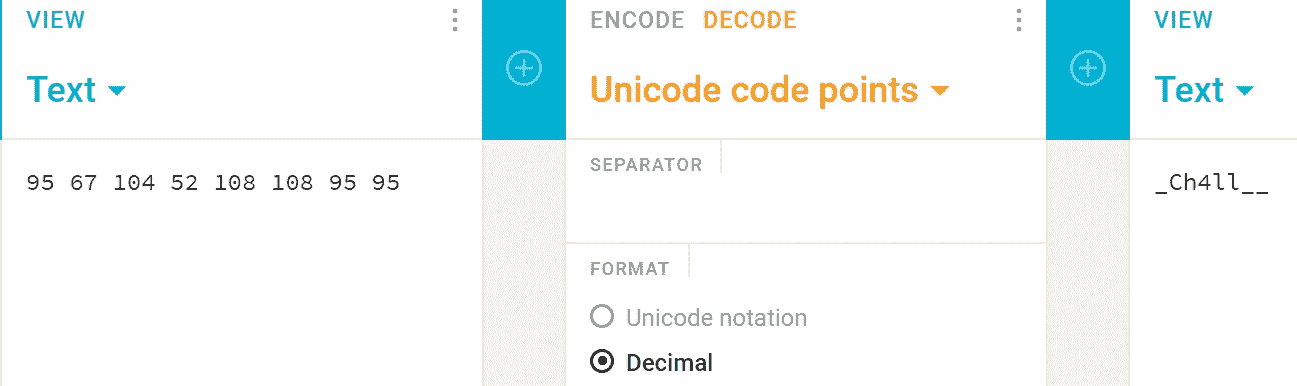 VIEW
Text
95 67 104 52 108 108 95 95
ENCODE DECODE
Unicode code points
SEPARATOR
FORMAT
Unicode notation
Decimal
VIEW
Text
_Ch4ll__